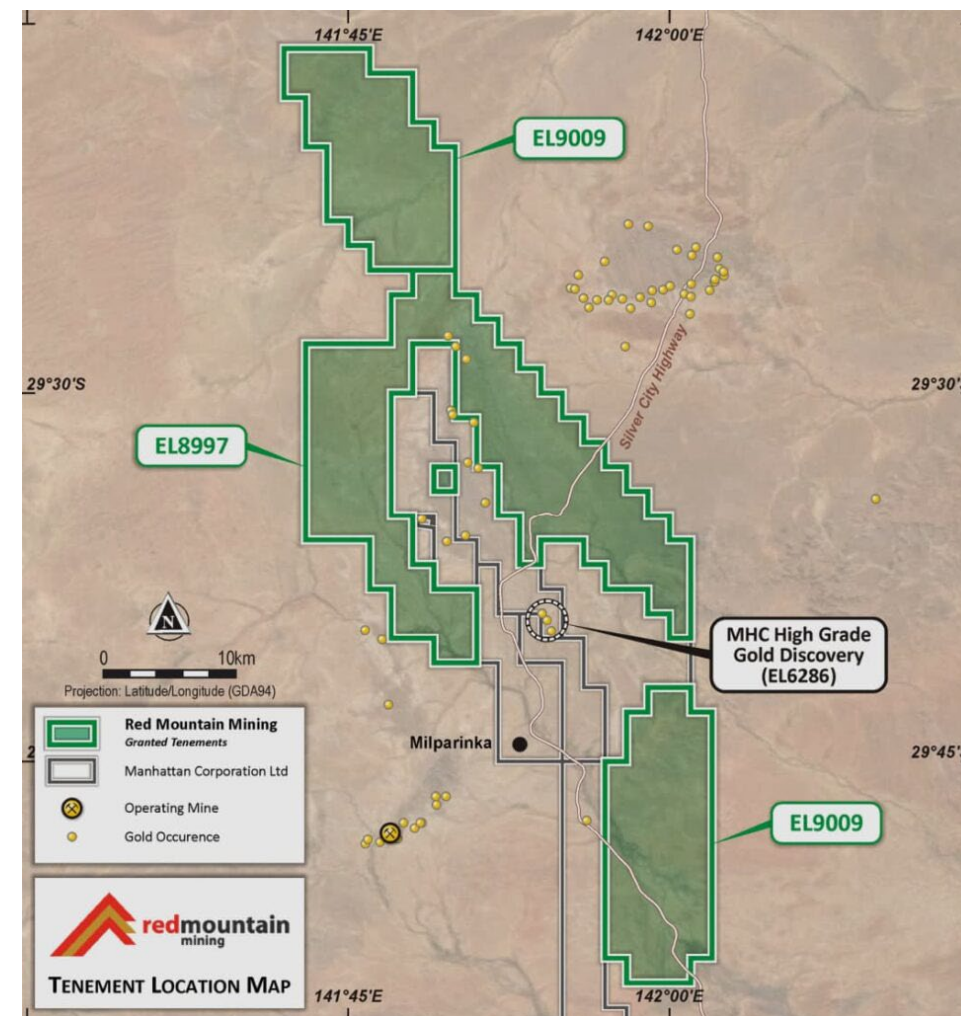 141°45'E
142°00'E
EL9009
Silver City Highway
29°30'S
29°30'
EL8997
N
0 10km
Projection: Latitude/Longitude (GDA94)
MHC High Grade
Gold Discovery
(EL6286)
Red Mountain Mining
Granted Tenements
Manhattan Corporation Ltd
Operating Mine
Gold Occurence
Milparinka
2
29°45'
EL9009
redmountain
mining
TENEMENT LOCATION MAP
141°45'E
142°00'E